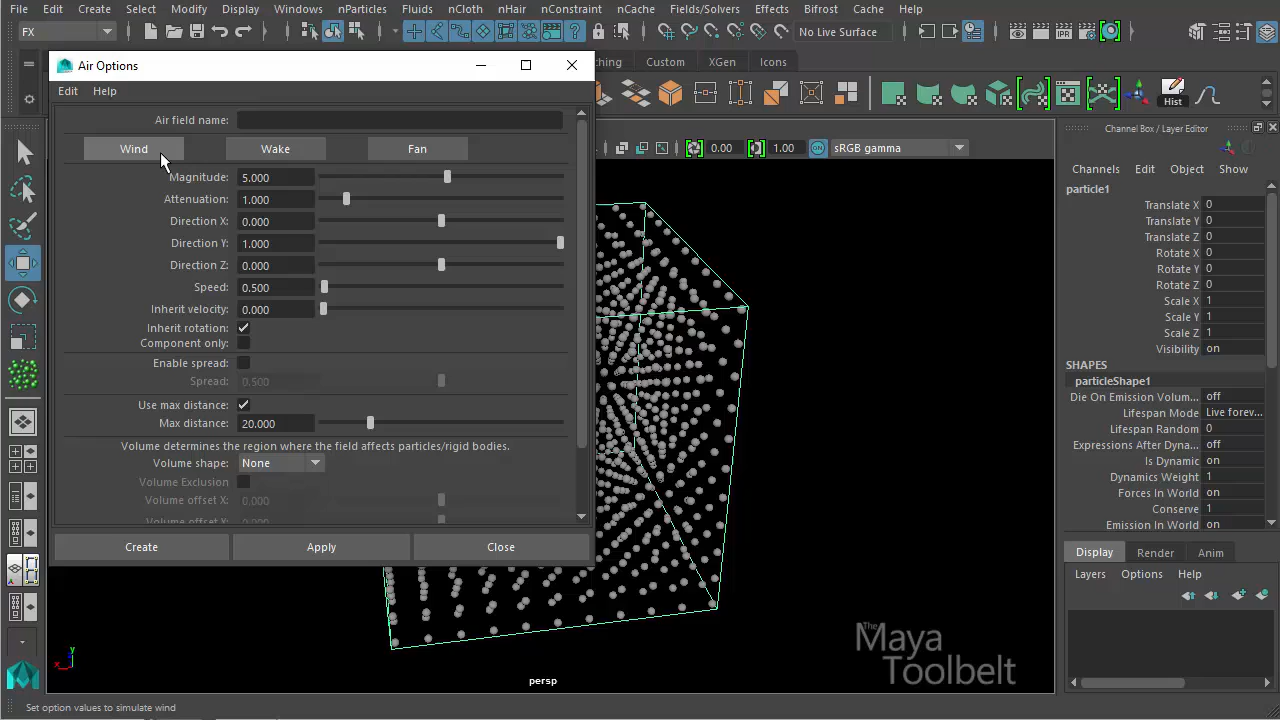 File Edit Create Select Modify Display Windows nParticles Fluids nCloth nHair nConstraint nCache Fields/Solvers Effects Bifrost Cache Help
FX
No Live Surface
IPR
Custom XGen Icons
Hist
Air Options
Edit Help
Air field name:
Wind Wake Fan
Magnitude: 5.000
Attenuation: 1.000
Direction X: 0.000
Direction Y: 1.000
Direction Z: 0.000
Speed: 0.500
Inherit velocity: 0.000
Inherit rotation:
Component only:
Enable spread:
Spread: 0.500
Use max distance:
Max distance: 20.000
Volume determines the region where the field affects particles/rigid bodies.
Volume shape: None
Volume Exclusion
Volume offset X: 0.000
Volume offset Y: 0.000
Create Apply Close
0.00 1.00 sRGB gamma
persp
y
x
The
Maya
Toolbelt
Channel Box / Layer Editor
Channels Edit Object Show
particle1
Translate X 0
Translate Y 0
Translate Z 0
Rotate X 0
Rotate Y 0
Rotate Z 0
Scale X 1
Scale Y 1
Scale Z 1
Visibility on
SHAPES
particleShape1
Die On Emission Volum... off
Lifespan Mode Live forev...
Lifespan Random 0
Expressions After Dyna... off
Is Dynamic on
Dynamics Weight 1
Forces In World on
Conserve 1
Emission In World on
Display Render Anim
Layers Options Help
Set option values to simulate wind